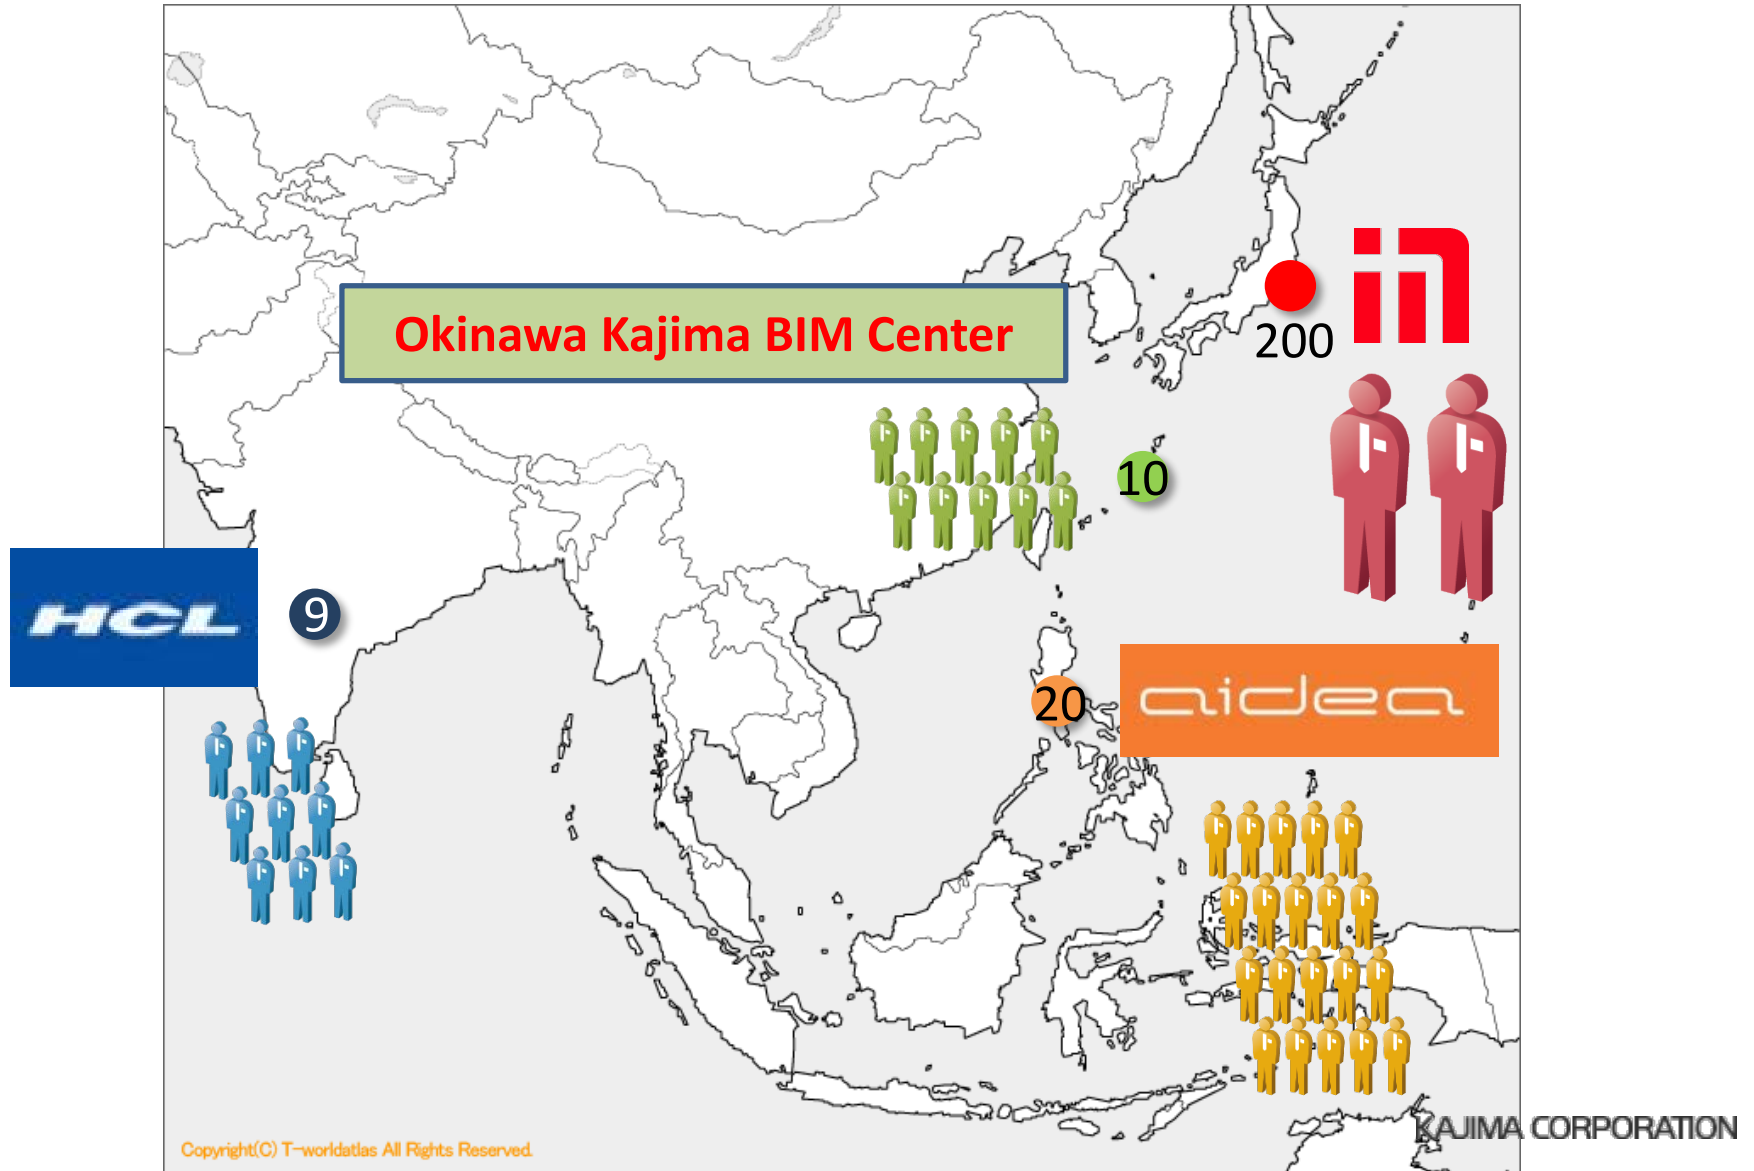 Okinawa Kajima BIM Center
200
10
HCL
9
20
aidea
KAJIMA CORPORATION
Copyright(C) T-worldatlas All Rights Reserved.